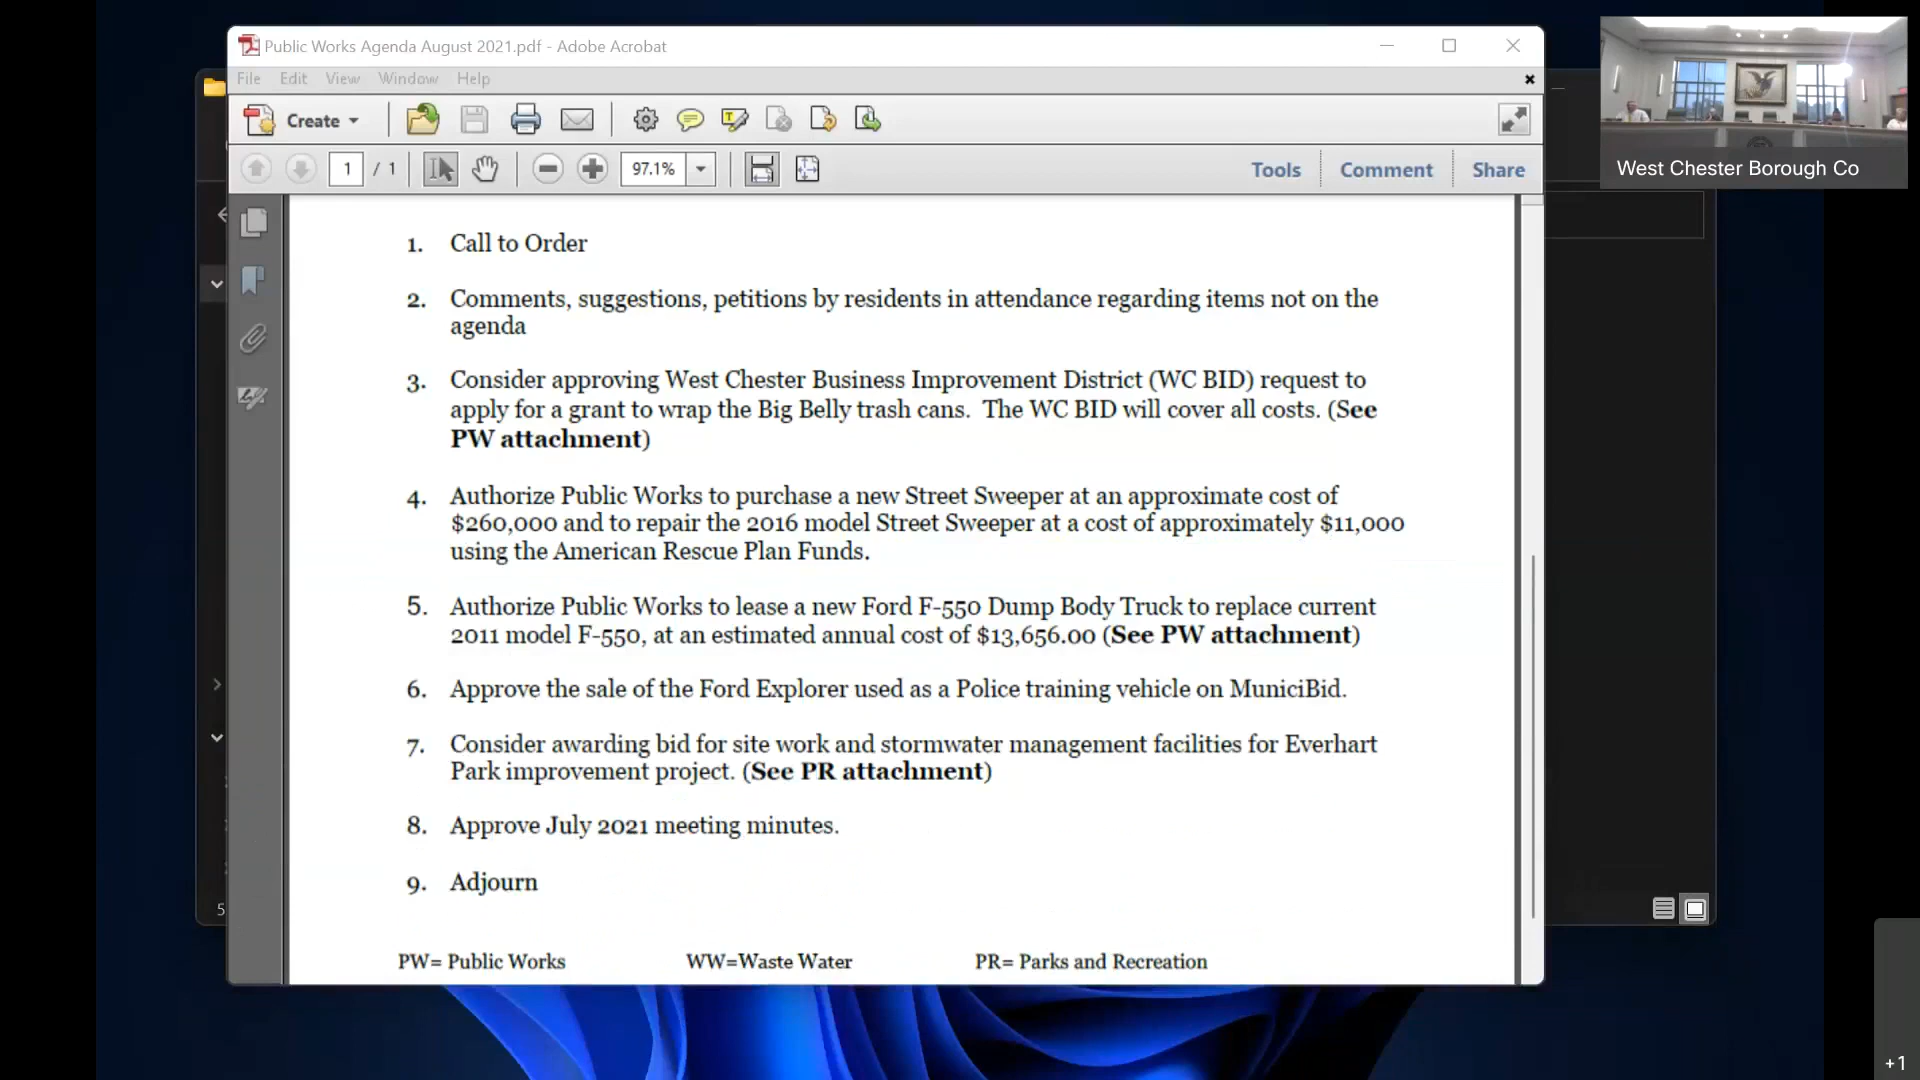 Public Works Agenda August 2021.pdf - Adobe Acrobat
File Edit View Window Help
Create
1 / 1
97.1%
Tools
Comment
Share
West Chester Borough Co
1. Call to Order
2. Comments, suggestions, petitions by residents in attendance regarding items not on the
agenda
3. Consider approving West Chester Business Improvement District (WC BID) request to
apply for a grant to wrap the Big Belly trash cans. The WC BID will cover all costs. (See
PW attachment)
4. Authorize Public Works to purchase a new Street Sweeper at an approximate cost of
$260,000 and to repair the 2016 model Street Sweeper at a cost of approximately $11,000
using the American Rescue Plan Funds.
5. Authorize Public Works to lease a new Ford F-550 Dump Body Truck to replace current
2011 model F-550, at an estimated annual cost of $13,656.00 (See PW attachment)
6. Approve the sale of the Ford Explorer used as a Police training vehicle on MuniciBid.
7. Consider awarding bid for site work and stormwater management facilities for Everhart
Park improvement project. (See PR attachment)
8. Approve July 2021 meeting minutes.
9. Adjourn
5
PW= Public Works WW=Waste Water PR= Parks and Recreation
+1